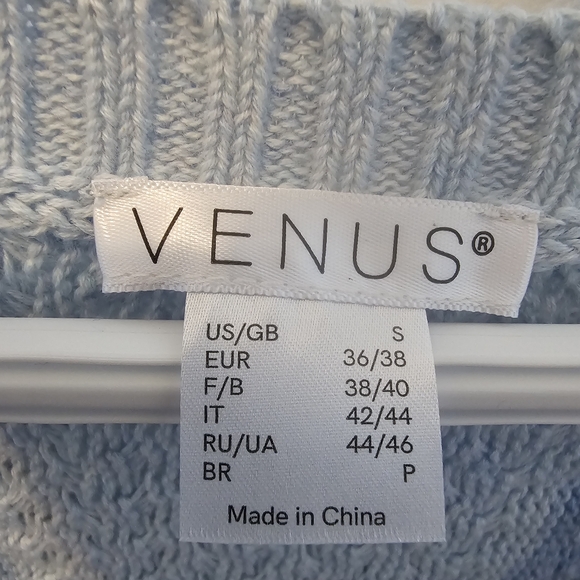 VENUS®
US/GB S
EUR 36/38
F/B 38/40
IT 42/44
RU/UA 44/46
BR P
Made in China